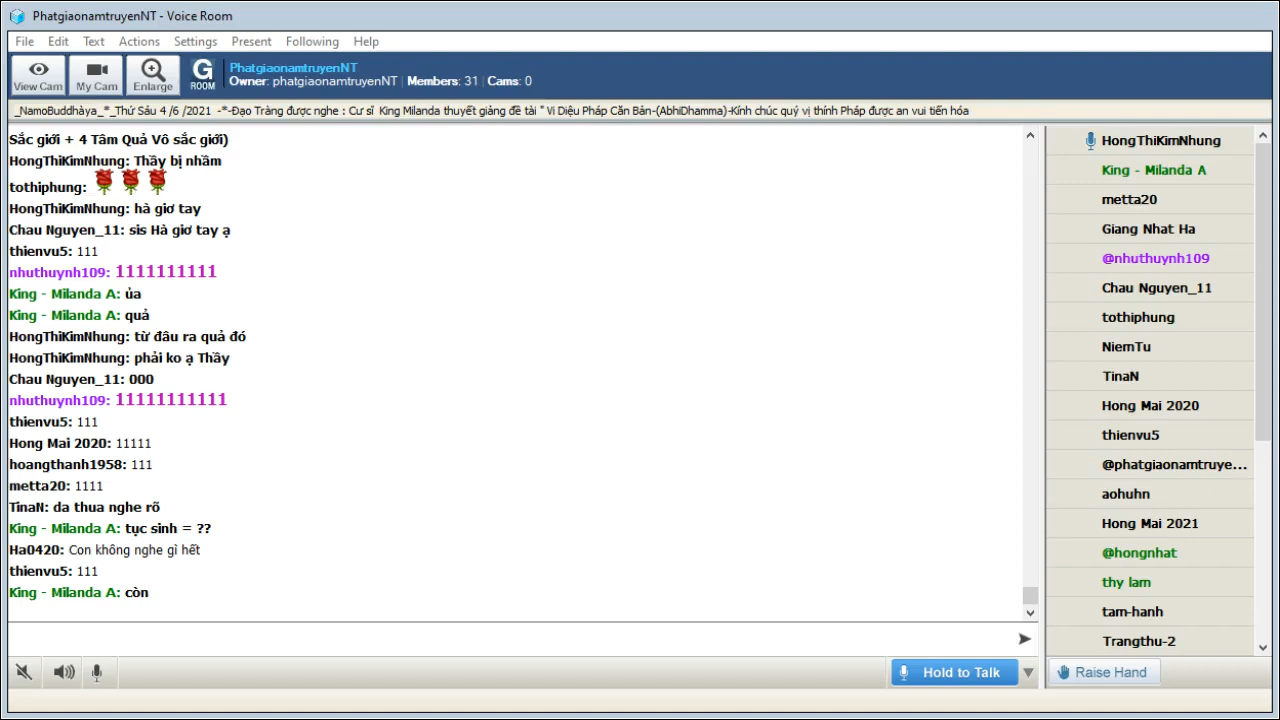 PhatgiaonamtruyenNT - Voice Room
File Edit Text Actions Settings Present Following Help
View Cam
My Cam
Enlarge
G ROOM
PhatgiaonamtruyenNT
Owner: phatgiaonamtruyenNT | Members: 31 | Cams: 0
_NamoBuddhàya_*_Thứ Sáu 4 /6 /2021 -*-Đạo Tràng được nghe : Cư sĩ King Milanda thuyết giảng đề tài " Vi Diệu Pháp Căn Bản-(AbhiDhamma)-Kính chúc quý vị thính Pháp được an vui tiến hóa
Sắc giới + 4 Tâm Quả Vô sắc giới)
HongThiKimNhung: Thầy bị nhầm
tothiphung:
HongThiKimNhung: hà giơ tay
Chau Nguyen_11: sis Hà giơ tay ạ
thienvu5: 111
nhuthuynh109: 1111111111
King - Milanda A: ủa
King - Milanda A: quả
HongThiKimNhung: từ đâu ra quả đó
HongThiKimNhung: phải ko ạ Thầy
Chau Nguyen_11: 000
nhuthuynh109: 11111111111
thienvu5: 111
Hong Mai 2020: 11111
hoangthanh1958: 111
metta20: 1111
TinaN: da thua nghe rõ
King - Milanda A: tục sinh = ??
Ha0420: Con không nghe gì hết
thienvu5: 111
King - Milanda A: còn
HongThiKimNhung
King - Milanda A
metta20
Giang Nhat Ha
@nhuthuynh109
Chau Nguyen_11
tothiphung
NiemTu
TinaN
Hong Mai 2020
thienvu5
@phatgiaonamtruye...
aohuhn
Hong Mai 2021
@hongnhat
thy lam
tam-hanh
Trangthu-2
Hold to Talk
Raise Hand